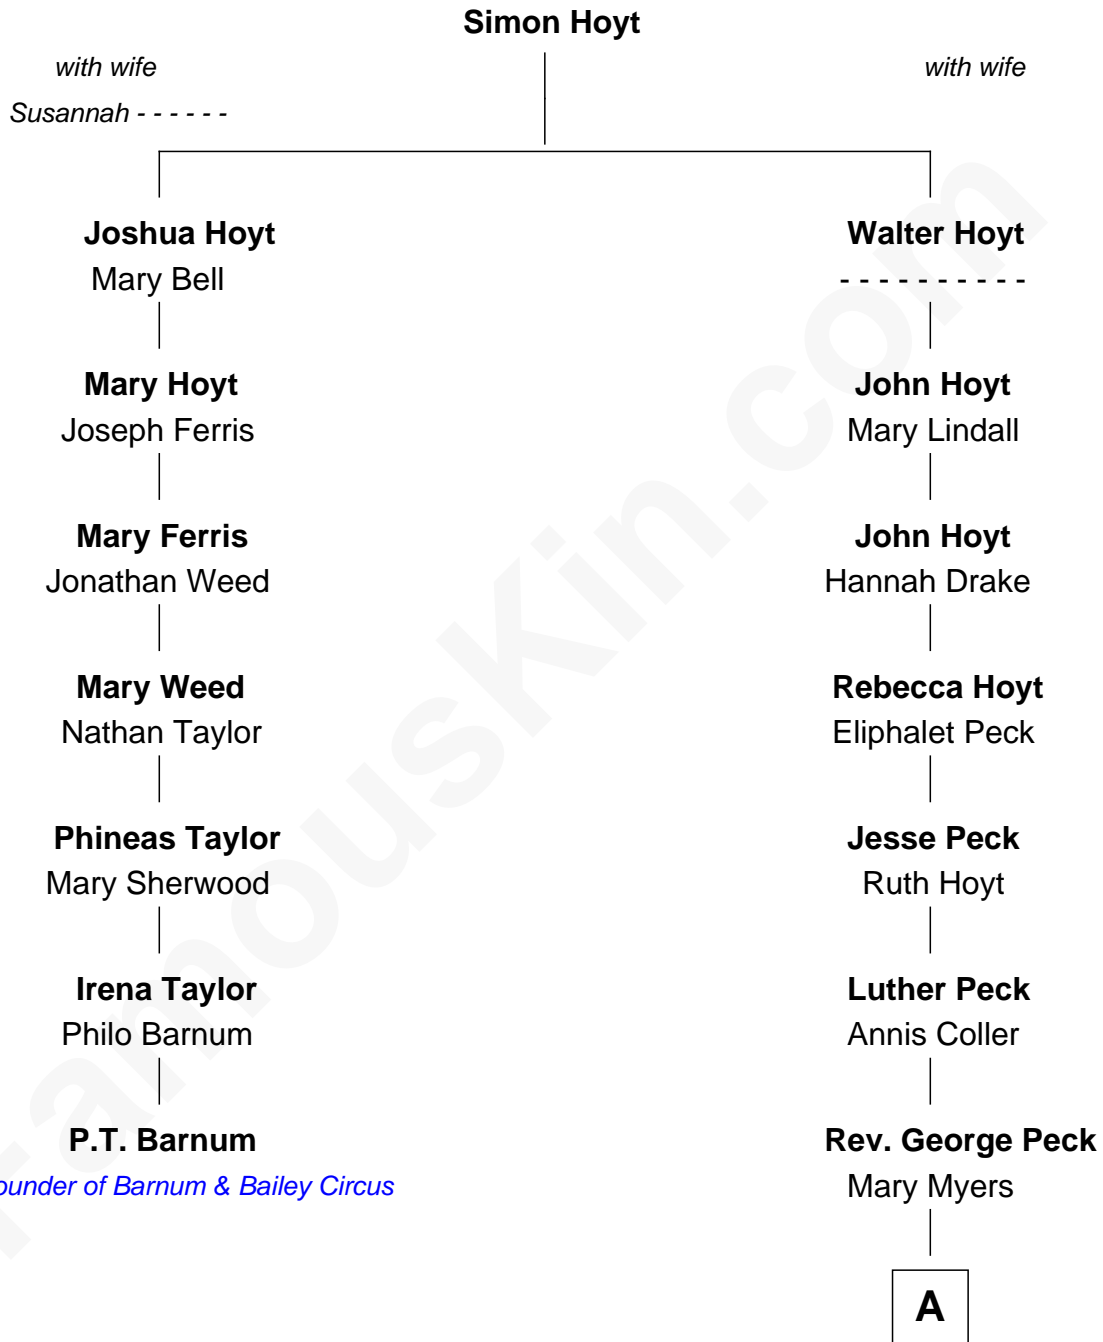 Simon Hoyt
with wife
with wife
Susannah - - - - - -
Joshua Hoyt
Mary Bell
Walter Hoyt
- - - - - - - - - -
Mary Hoyt
Joseph Ferris
John Hoyt
Mary Lindall
Mary Ferris
Jonathan Weed
John Hoyt
Hannah Drake
Mary Weed
Nathan Taylor
Rebecca Hoyt
Eliphalet Peck
Phineas Taylor
Mary Sherwood
Jesse Peck
Ruth Hoyt
Irena Taylor
Philo Barnum
Luther Peck
Annis Coller
P.T. Barnum
ounder of Barnum & Bailey Circus
Rev. George Peck
Mary Myers
A
FamousKin.com